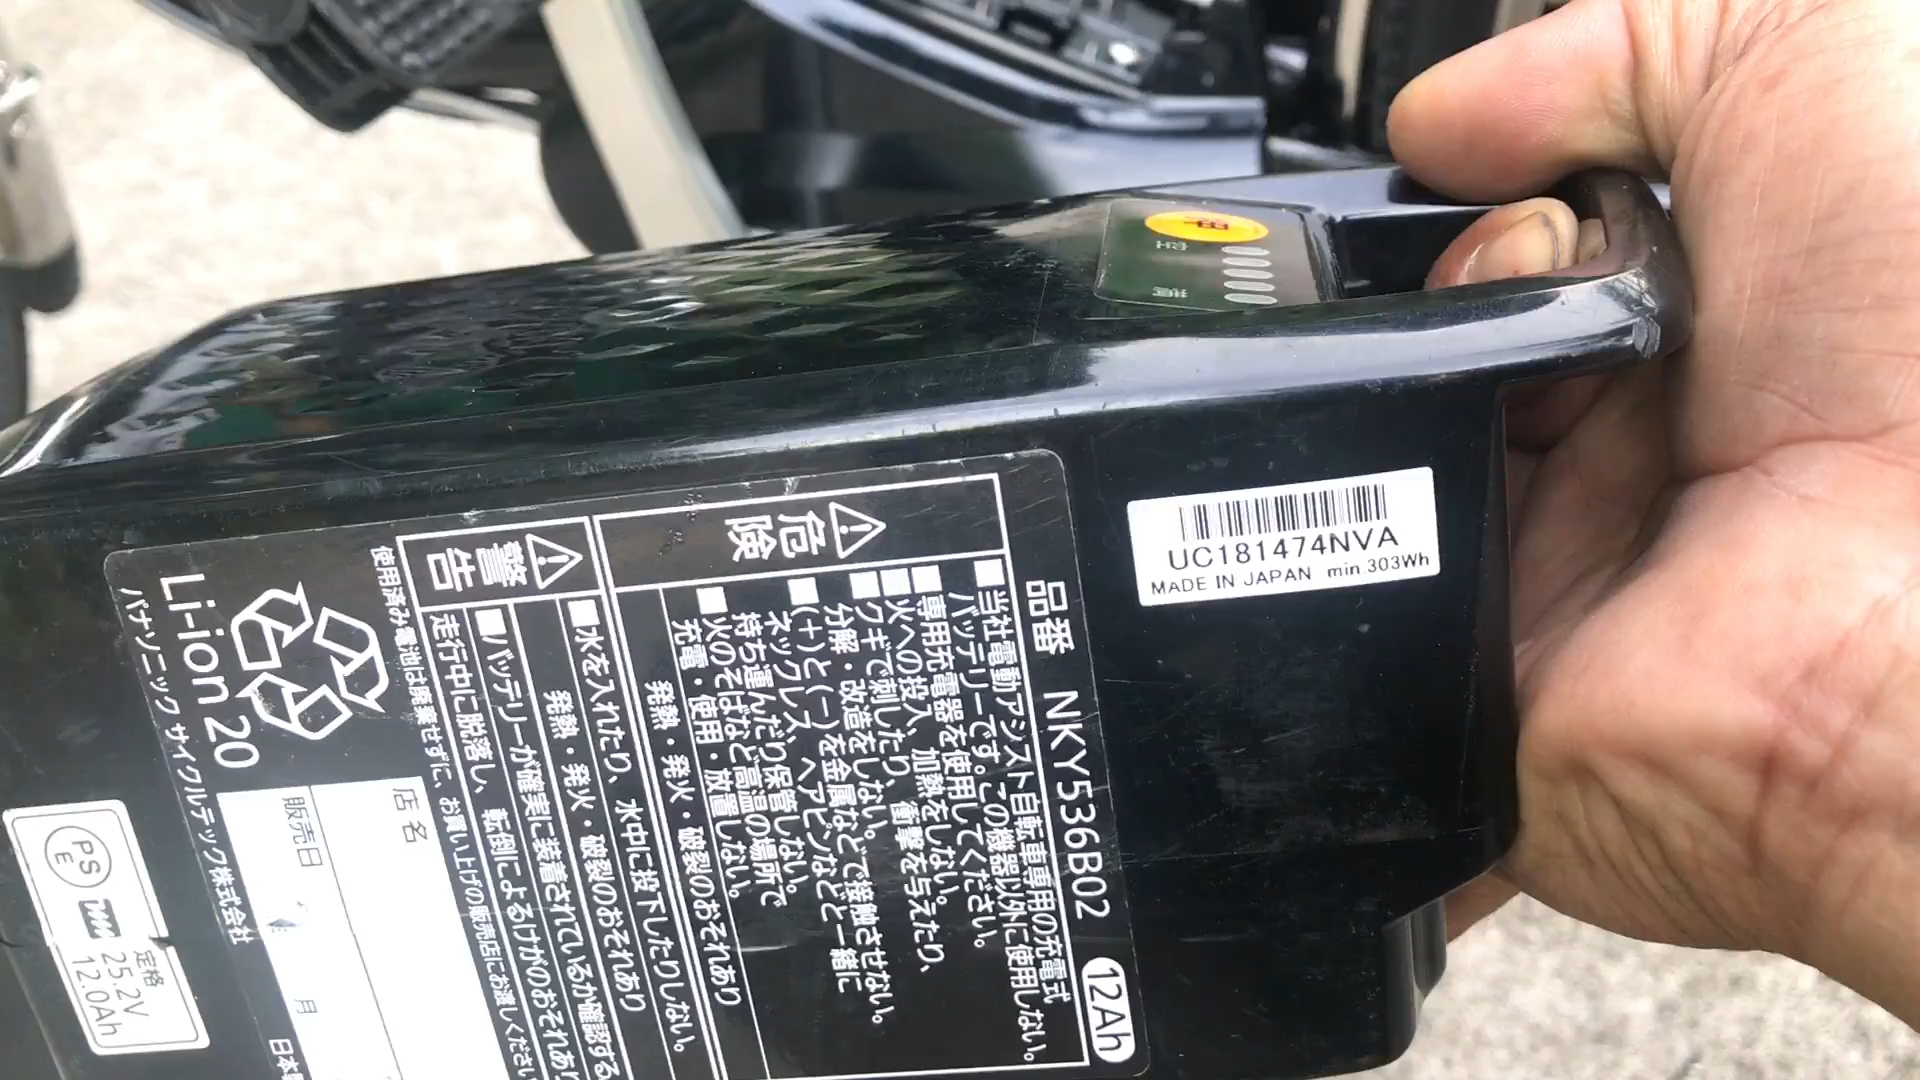 UC181474NVA
MADE IN JAPAN min.303Wh
品番 NKY536B02 12Ah
危険
■当社電動アシスト自転車専用の充電式
バッテリーです。この機器以外に使用しない。
■専用充電器を使用してください。
■火への投入、加熱をしない。
■クギで刺したり、衝撃を与えたり、
分解・改造をしない。
■(+)と(−)を金属などで接触させない。
ネックレス、ヘアピンなどと一緒に
持ち運んだり保管しない。
■火のそばなど高温の場所で
充電・使用・放置しない。
発熱・発火・破裂のおそれあり
警告
■水を入れたり、水中に投下したりしない。
発熱・発火・破裂のおそれあり
■バッテリーが確実に装着されているか確認する
走行中に脱落し、転倒によるけがのおそれあり
使用済み電池は廃棄せずに、お買い上げの販売店にお渡しください
Li-ion 20
店名
販売日
年 月
パナソニック サイクルテック株式会社
日本
PS
E
定格
25.2V
12.0Ah